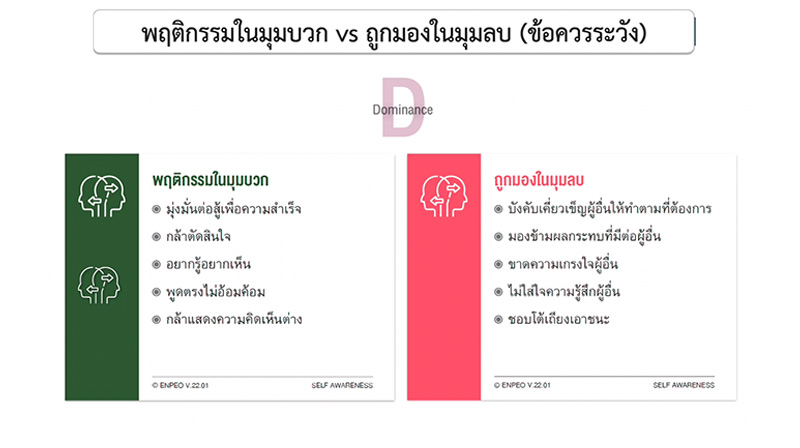 พฤติกรรมในมุมบวก vs ถูกมองในมุมลบ (ข้อควรระวัง)
D
Dominance
พฤติกรรมในมุมบวก
มุ่งมั่นต่อสู้เพื่อความสำเร็จ
กล้าตัดสินใจ
อยากรู้อยากเห็น
พูดตรงไม่อ้อมค้อม
กล้าแสดงความคิดเห็นต่าง
© ENPEO V.22.01 SELF AWARENESS
ถูกมองในมุมลบ
บังคับเคี่ยวเข็ญผู้อื่นให้ทำตามที่ต้องการ
มองข้ามผลกระทบที่มีต่อผู้อื่น
ขาดความเกรงใจผู้อื่น
ไม่ใส่ใจความรู้สึกผู้อื่น
ชอบโต้เถียงเอาชนะ
© ENPEO V.22.01 SELF AWARENESS